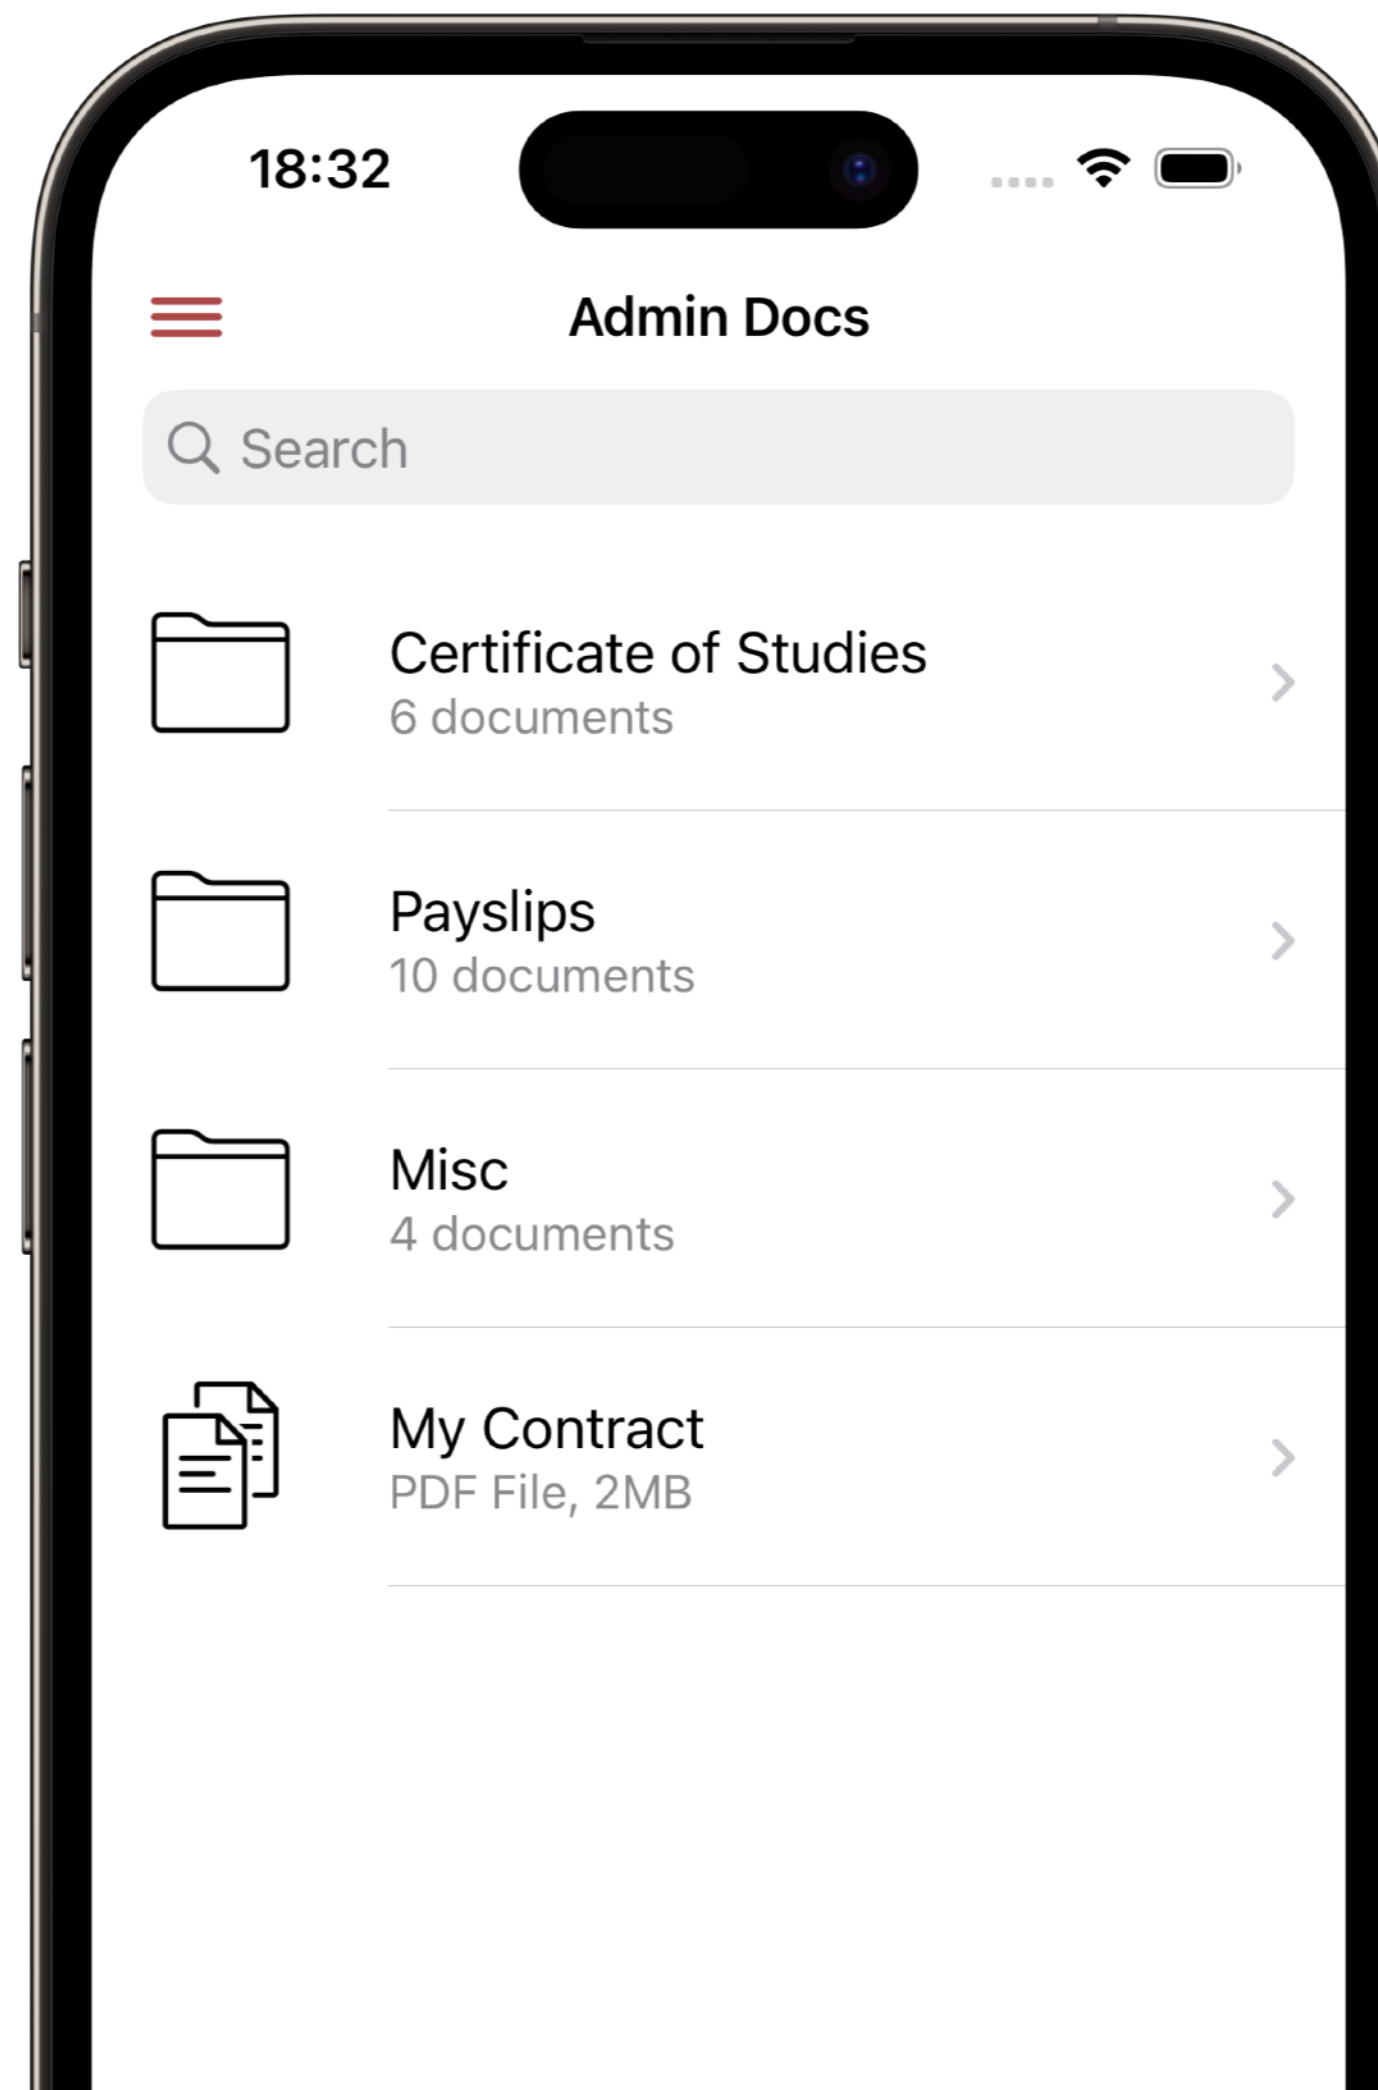 18:32
Admin Docs
Search
Certificate of Studies
6 documents
Payslips
10 documents
Misc
4 documents
My Contract
PDF File, 2MB